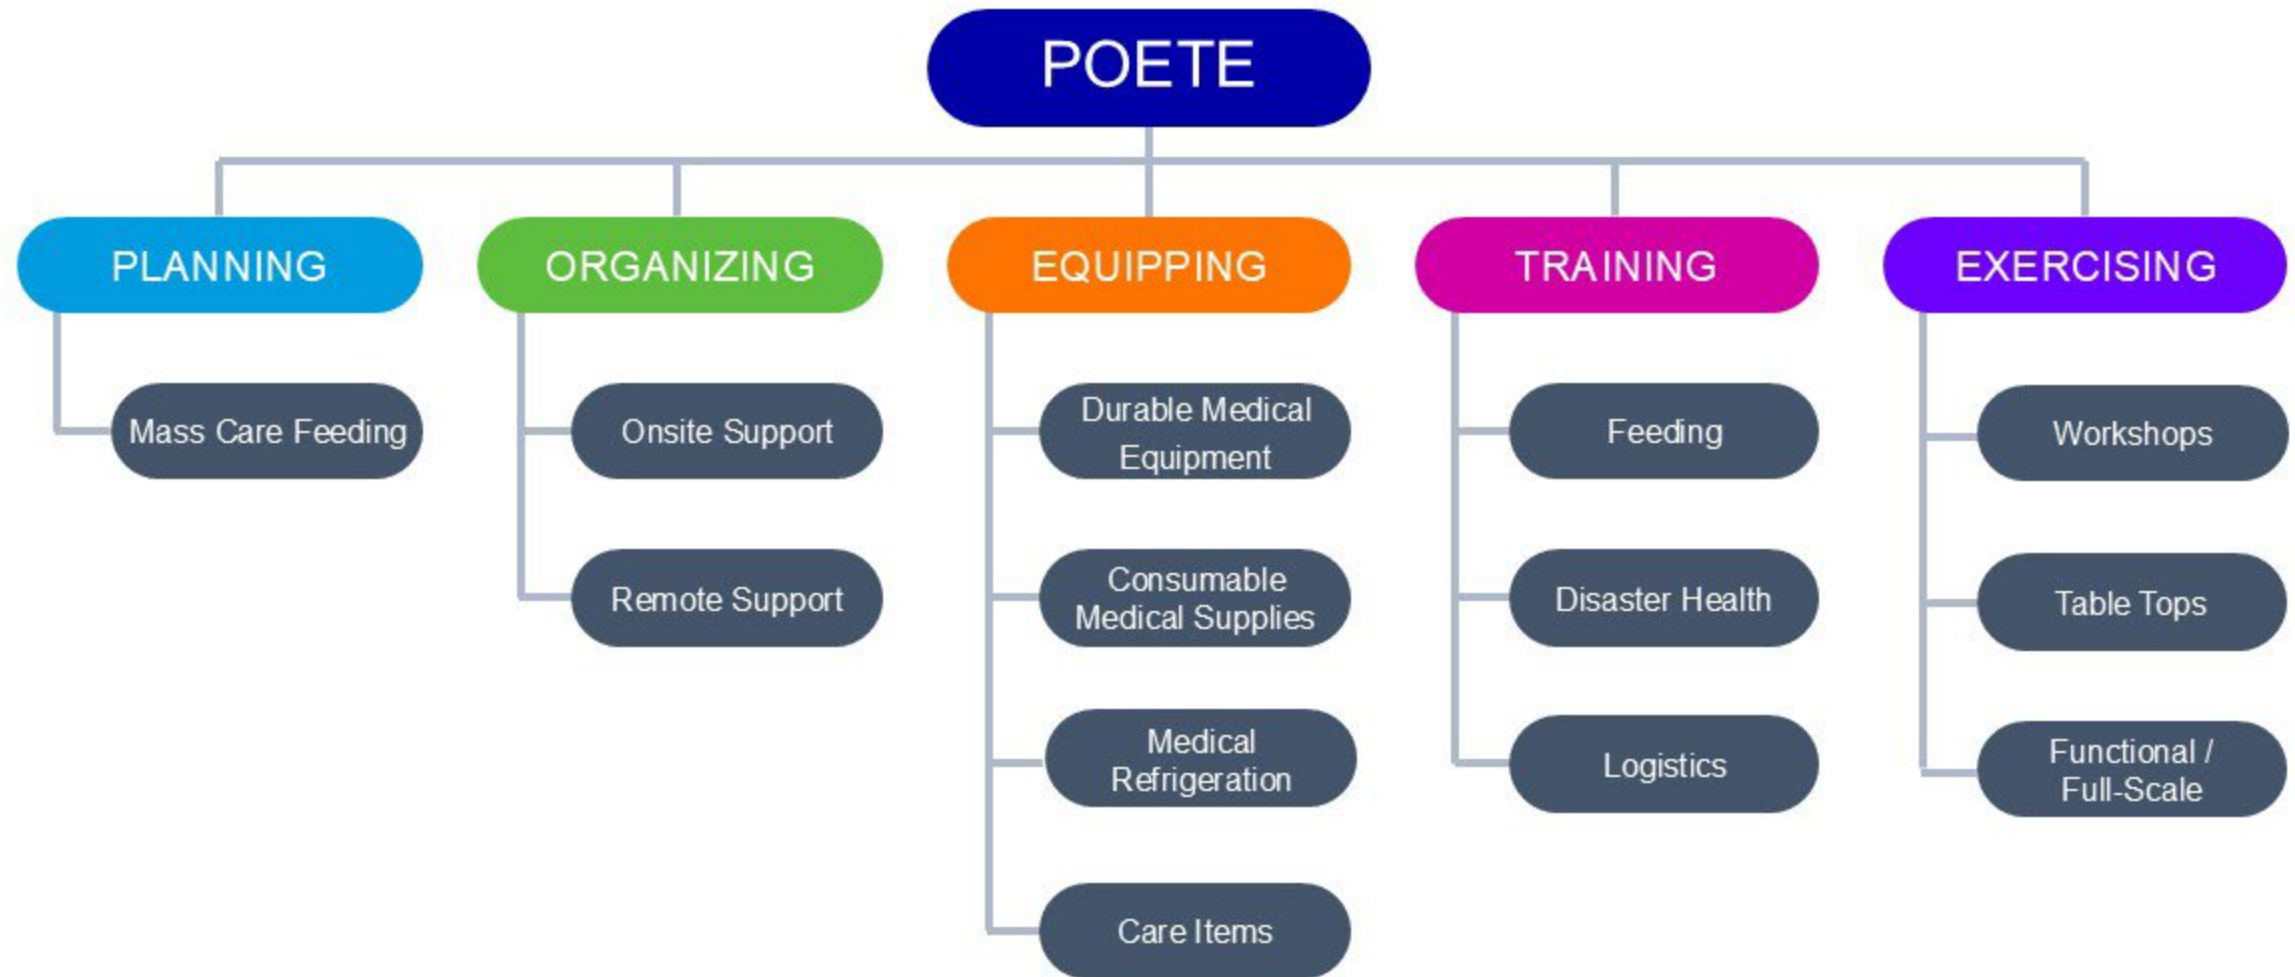 POETE
PLANNING
ORGANIZING
EQUIPPING
TRAINING
EXERCISING
Mass Care Feeding
Onsite Support
Remote Support
Durable Medical
Equipment
Consumable
Medical Supplies
Medical
Refrigeration
Care Items
Feeding
Disaster Health
Logistics
Workshops
Table Tops
Functional /
Full-Scale